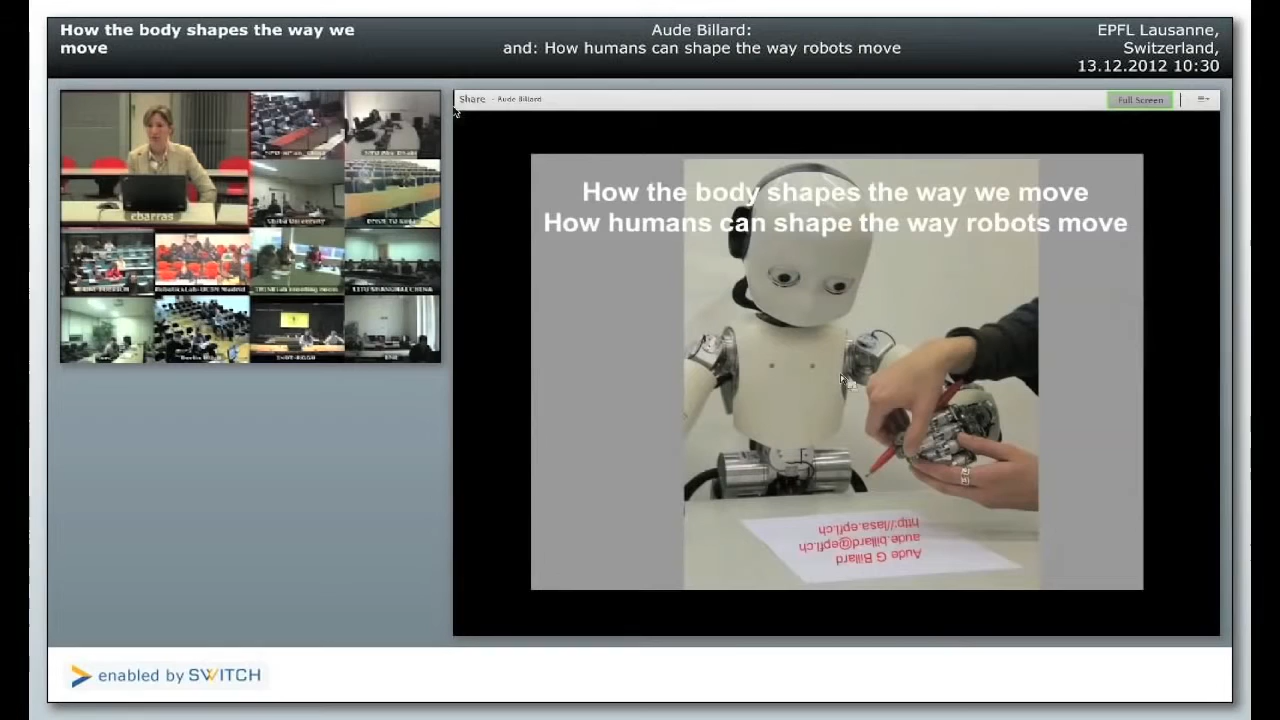 How the body shapes the way we
move
Aude Billard:
and: How humans can shape the way robots move
EPFL Lausanne,
Switzerland,
13.12.2012 10:30
Share - Aude Billard
Full Screen
cbarras
How the body shapes the way we move
How humans can shape the way robots move
Aude G Billard
aude.billard@epfl.ch
http://lasa.epfl.ch
enabled by SWITCH